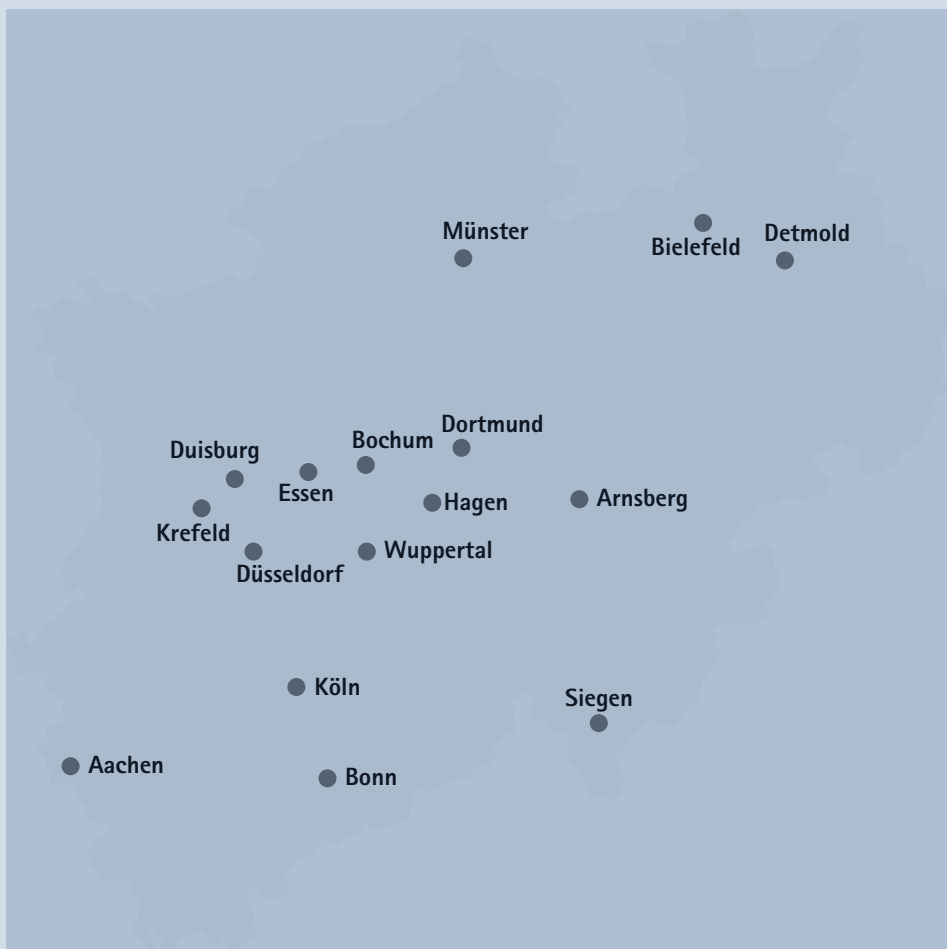 Münster
Bielefeld
Detmold
Dortmund
Bochum
Duisburg
Essen
Hagen
Arnsberg
Krefeld
Wuppertal
Düsseldorf
Köln
Siegen
Aachen
Bonn